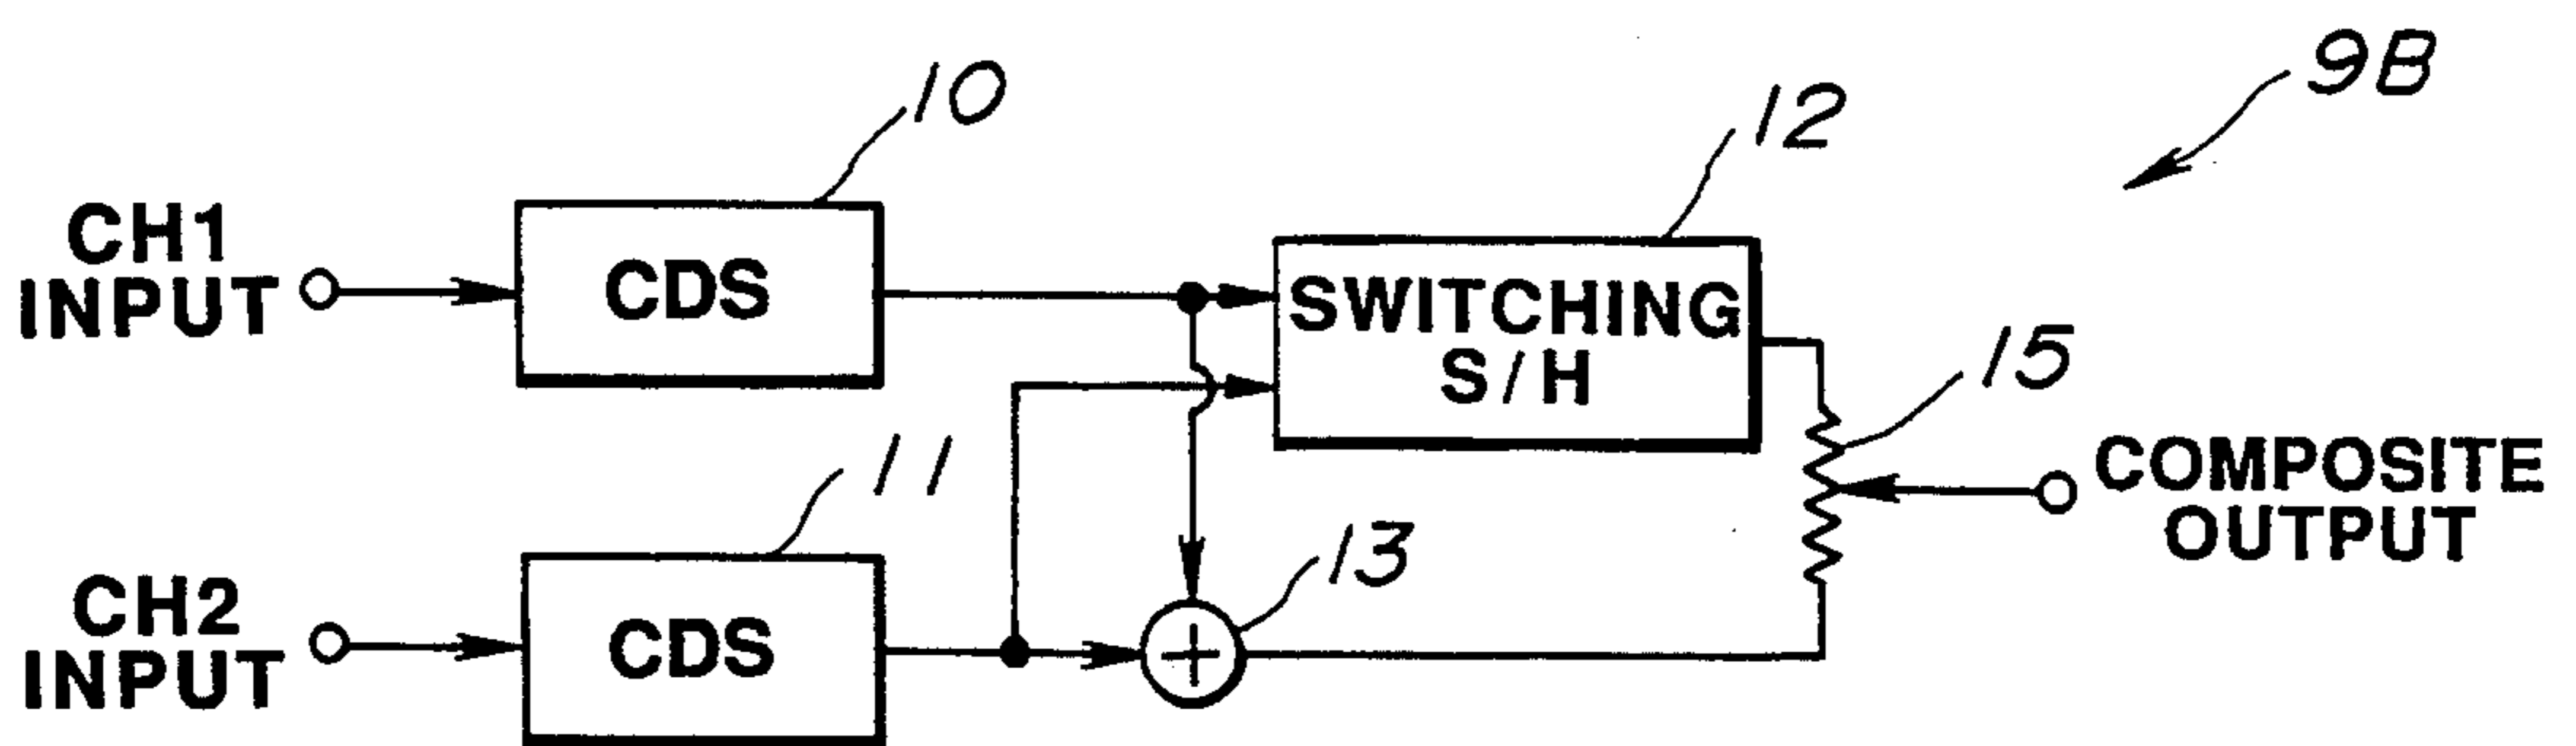 9B
10
12
CH1
INPUT
CDS
SWITCHING
S/H
15
11
COMPOSITE
OUTPUT
13
CH2
INPUT
CDS
+